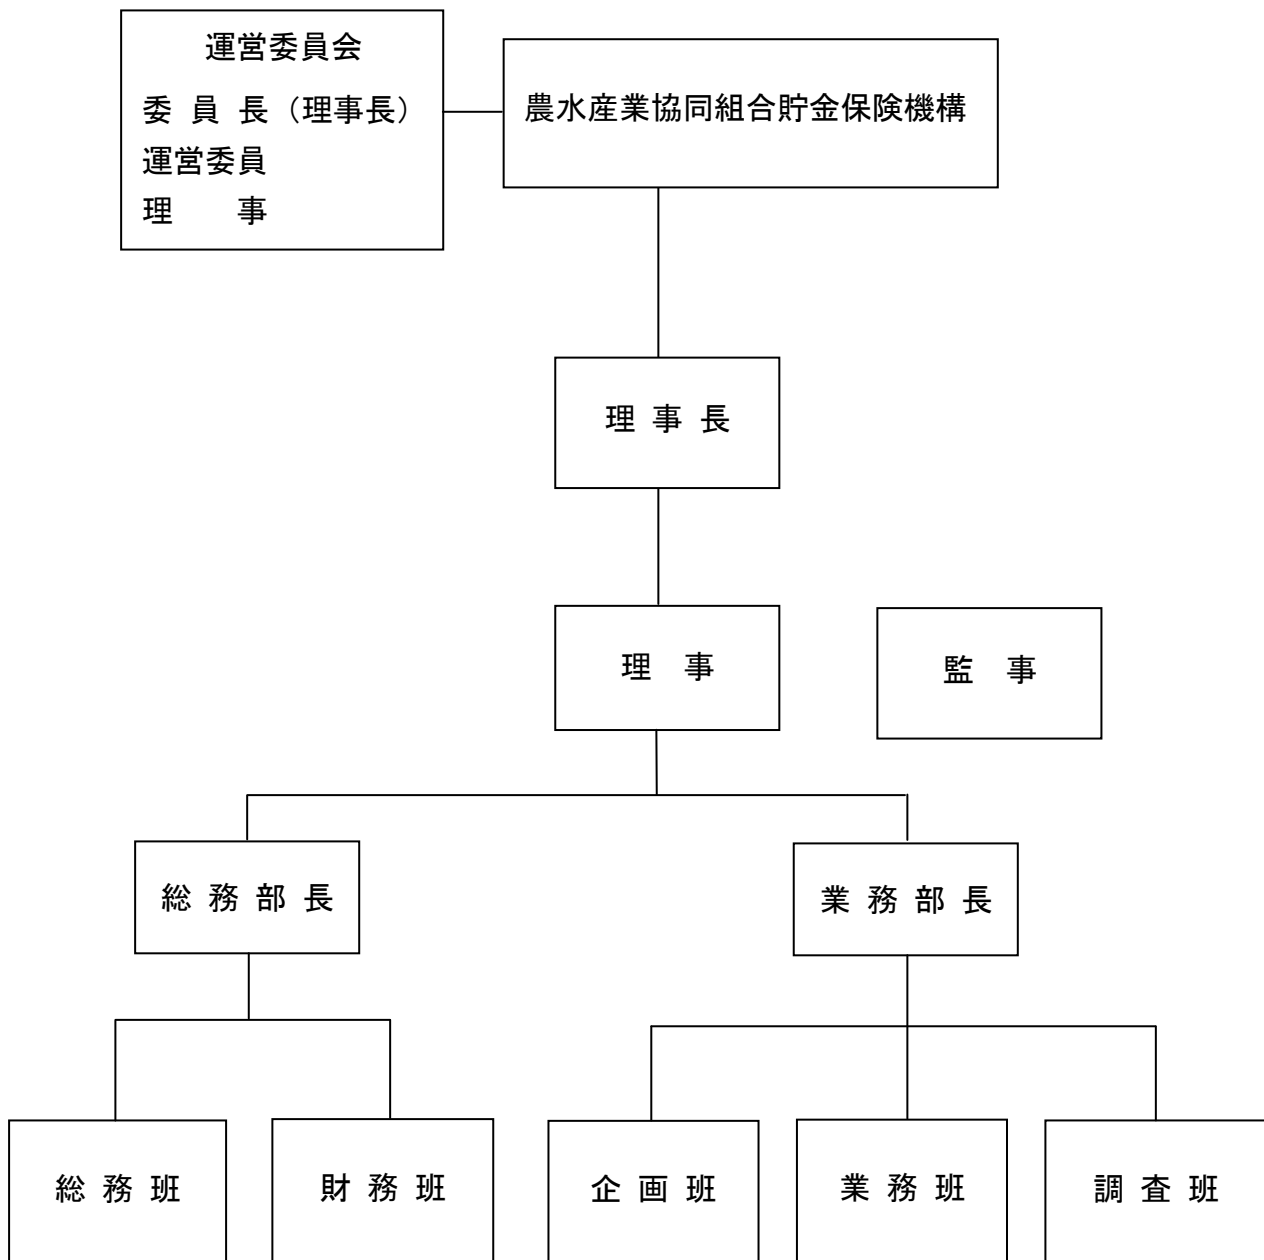 運営委員会
委 員 長（理事長）
運営委員
理　　事
農水産業協同組合貯金保険機構
理 事 長
理　事
監　事
総 務 部 長
業 務 部 長
総 務 班
財 務 班
企 画 班
業 務 班
調 査 班